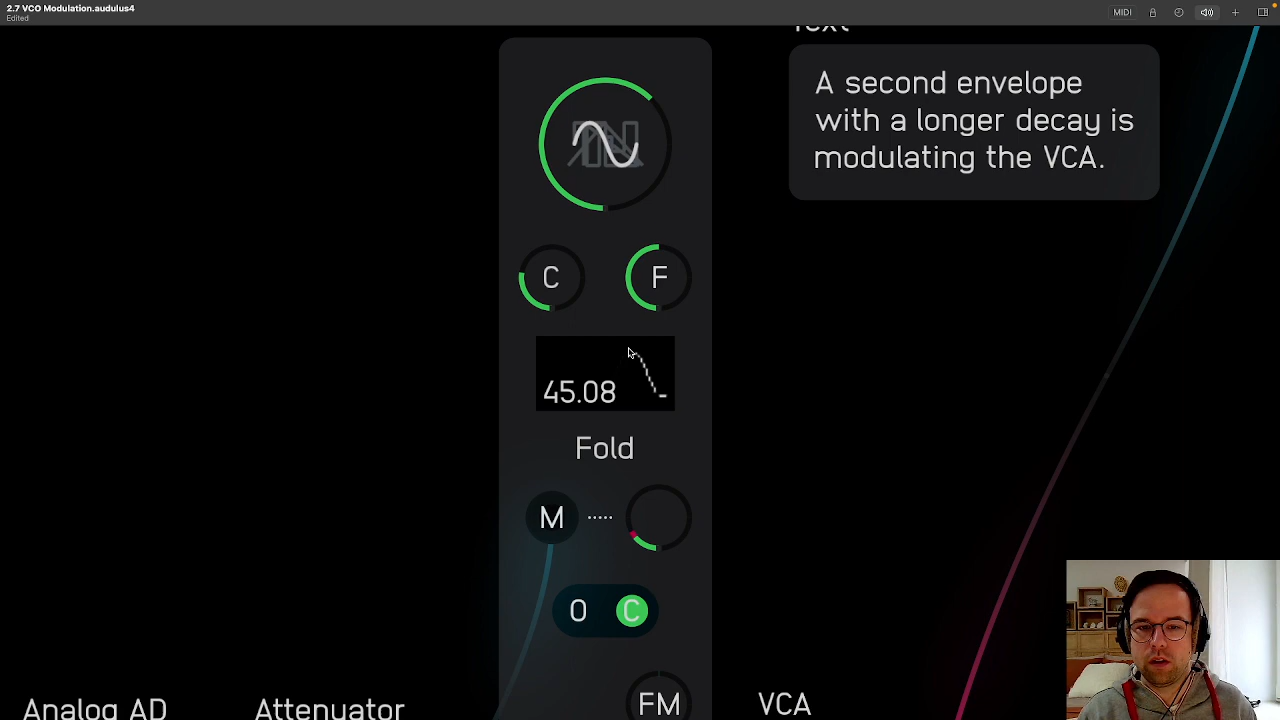 2.7 VCO Modulation.audulus4
Edited
MIDI
Text
A second envelope
with a longer decay is
modulating the VCA.
C
F
45.08
Fold
M
O C
FM
Analog AD
Attenuator
VCA